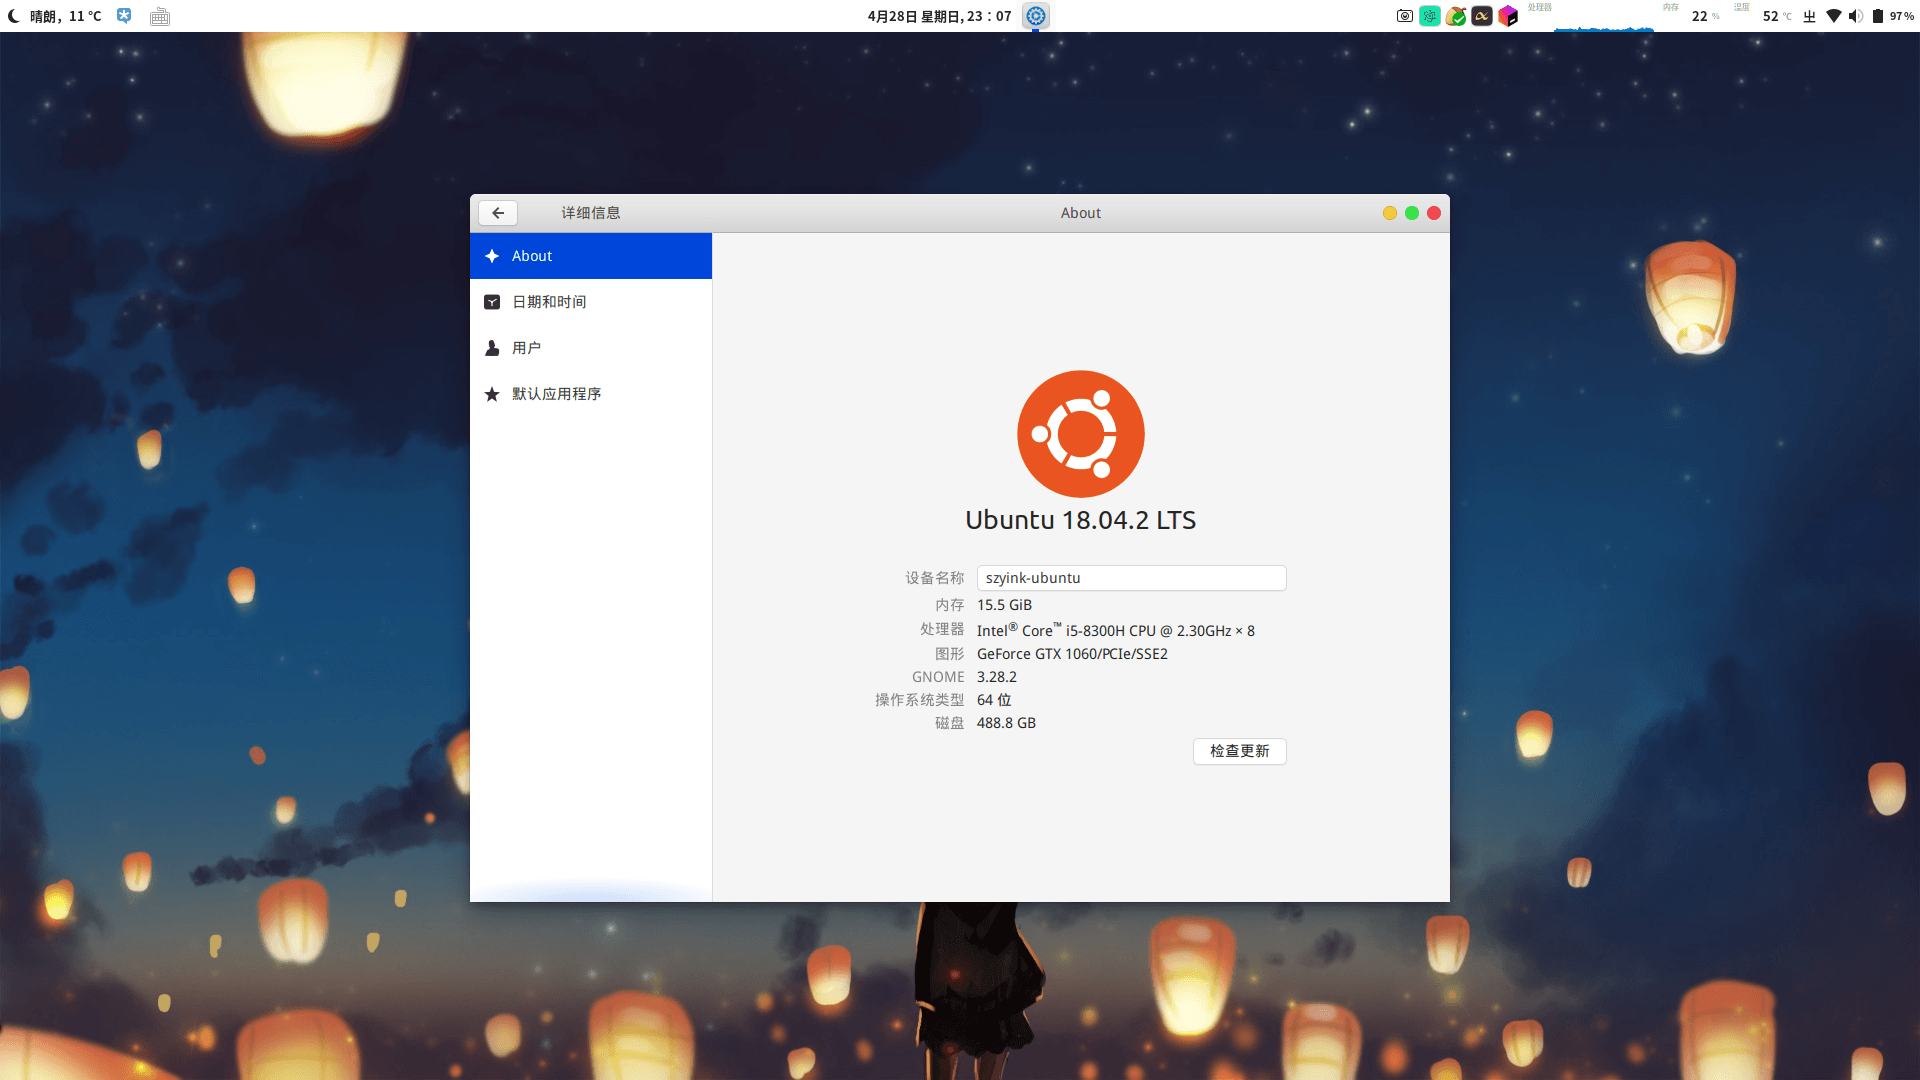 晴朗，11 ℃
4月28日 星期日, 23：07
处理器
内存
22 %
温度
52 ℃
97 %
详细信息
About
About
日期和时间
用户
默认应用程序
Ubuntu 18.04.2 LTS
设备名称 szyink-ubuntu
内存 15.5 GiB
处理器 Intel® Core™ i5-8300H CPU @ 2.30GHz × 8
图形 GeForce GTX 1060/PCIe/SSE2
GNOME 3.28.2
操作系统类型 64 位
磁盘 488.8 GB
检查更新